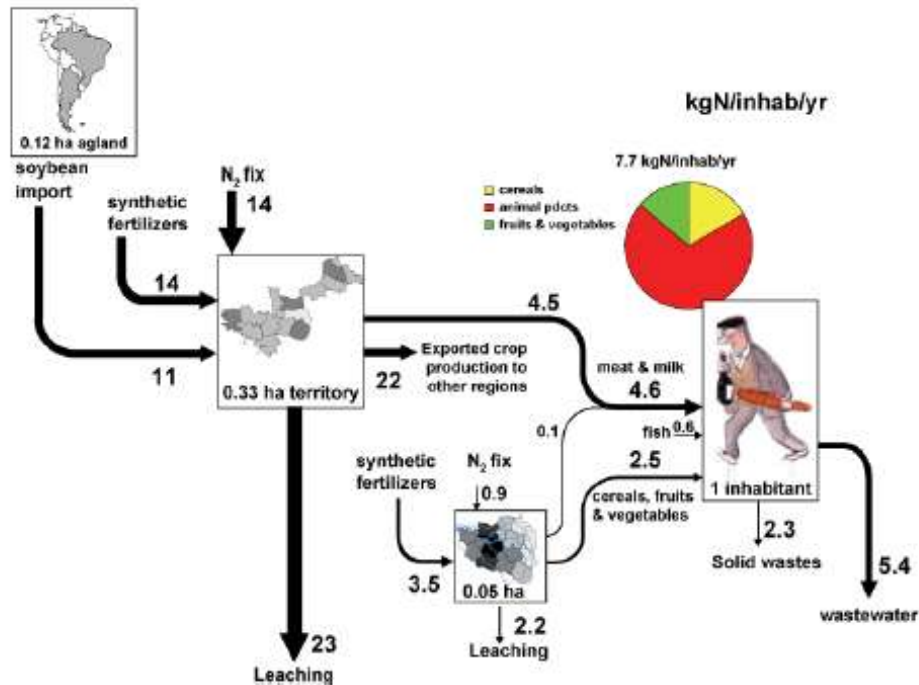 kgN/inhab/yr
0.12 ha agland
soybean
import
N₂ fix
14
synthetic
fertilizers
14
11
7.7 kgN/inhab/yr
cereals
animal pdcts
fruits & vegetables
0.33 ha territory
4.5
22
Exported crop
production to
other regions
meat & milk
4.6
0.1
fish
0.6
2.5
cereals, fruits
& vegetables
1 inhabitant
synthetic
fertilizers
N₂ fix
0.9
3.5
0.05 ha
2.2
Leaching
2.3
Solid wastes
5.4
wastewater
23
Leaching